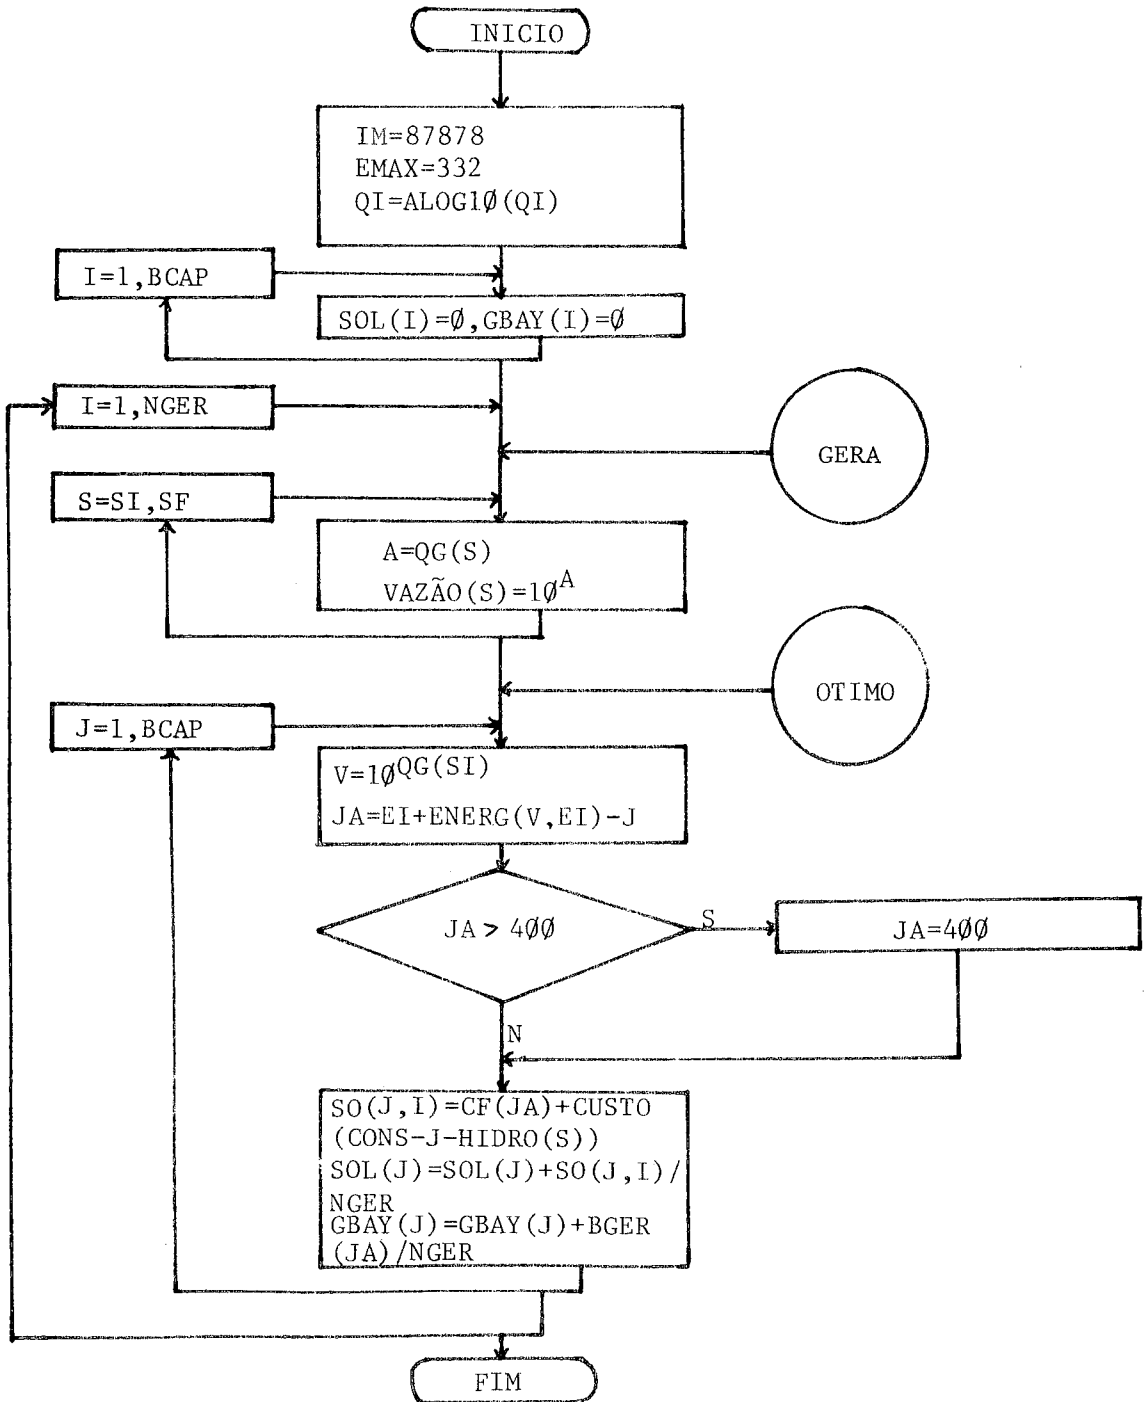 INICIO
IM=87878
EMAX=332
QI=ALOG1Ø(QI)
I=1,BCAP
SOL(I)=Ø,GBAY(I)=Ø
I=1,NGER
GERA
S=SI,SF
A=QG(S)
VAZÃO(S)=1Ø^A
OTIMO
J=1,BCAP
V=1Ø^QG(SI)
JA=EI+ENERG(V,EI)-J
JA > 4ØØ
S
JA=4ØØ
N
SO(J,I)=CF(JA)+CUSTO
(CONS-J-HIDRO(S))
SOL(J)=SOL(J)+SO(J,I)/
NGER
GBAY(J)=GBAY(J)+BGER
(JA)/NGER
FIM